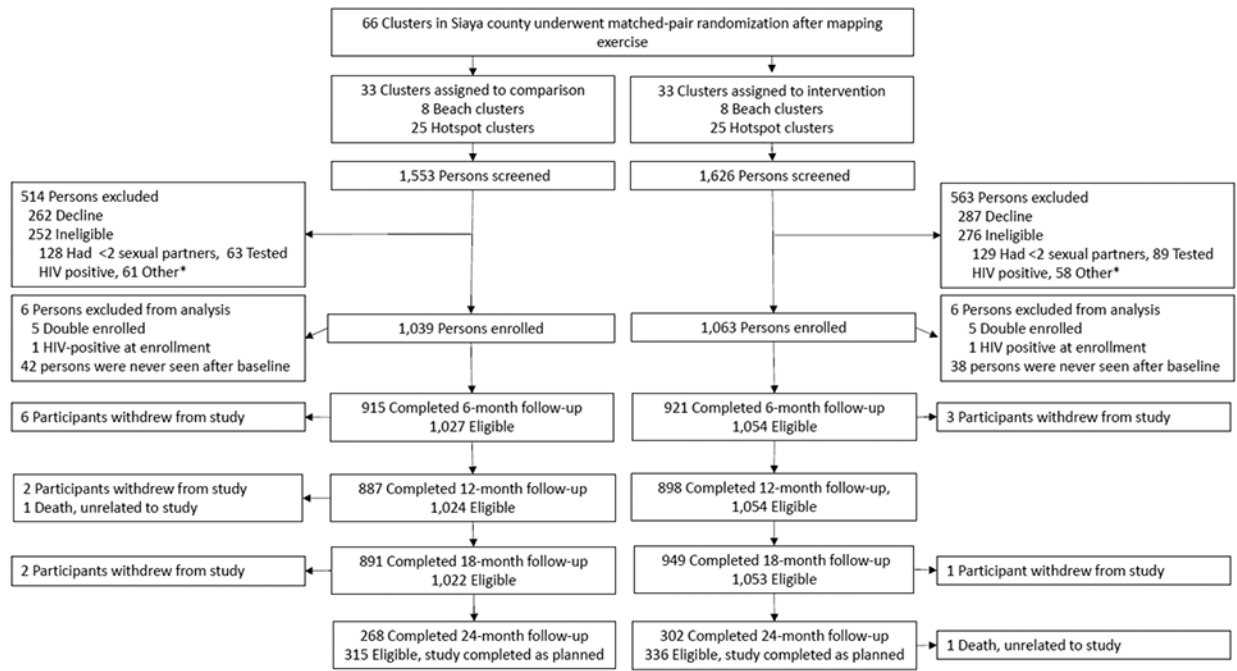 66 Clusters in Siaya county underwent matched-pair randomization after mapping
exercise
33 Clusters assigned to comparison
8 Beach clusters
25 Hotspot clusters
33 Clusters assigned to intervention
8 Beach clusters
25 Hotspot clusters
1,553 Persons screened
1,626 Persons screened
514 Persons excluded
262 Decline
252 Ineligible
128 Had <2 sexual partners, 63 Tested
HIV positive, 61 Other*
563 Persons excluded
287 Decline
276 Ineligible
129 Had <2 sexual partners, 89 Tested
HIV positive, 58 Other*
6 Persons excluded from analysis
5 Double enrolled
1 HIV-positive at enrollment
42 persons were never seen after baseline
1,039 Persons enrolled
1,063 Persons enrolled
6 Persons excluded from analysis
5 Double enrolled
1 HIV positive at enrollment
38 persons were never seen after baseline
6 Participants withdrew from study
915 Completed 6-month follow-up
1,027 Eligible
921 Completed 6-month follow-up
1,054 Eligible
3 Participants withdrew from study
2 Participants withdrew from study
1 Death, unrelated to study
887 Completed 12-month follow-up
1,024 Eligible
898 Completed 12-month follow-up,
1,054 Eligible
2 Participants withdrew from study
891 Completed 18-month follow-up
1,022 Eligible
949 Completed 18-month follow-up
1,053 Eligible
1 Participant withdrew from study
268 Completed 24-month follow-up
315 Eligible, study completed as planned
302 Completed 24-month follow-up
336 Eligible, study completed as planned
1 Death, unrelated to study